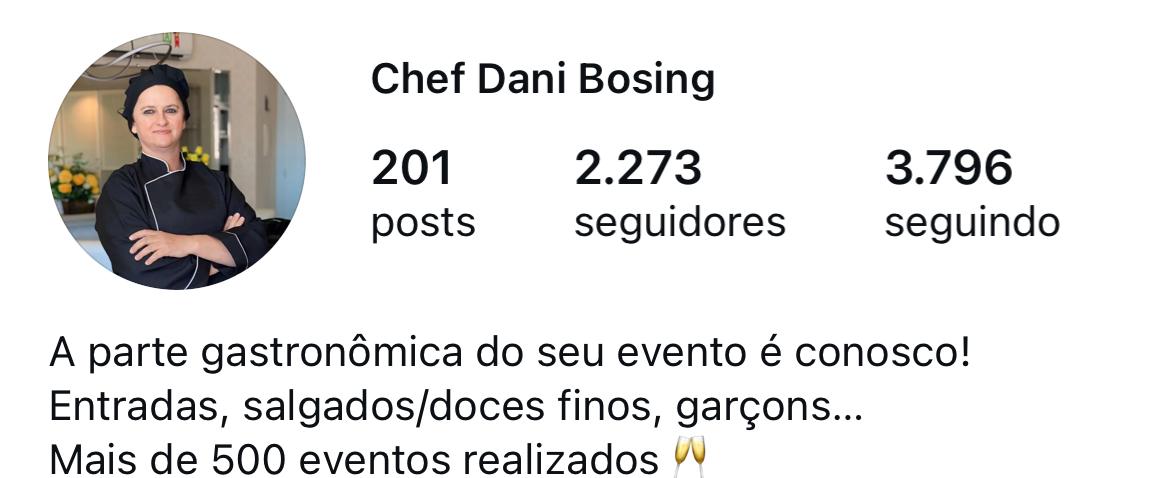 Chef Dani Bosing
201 2.273 3.796
posts seguidores seguindo
A parte gastronômica do seu evento é conosco!
Entradas, salgados/doces finos, garçons...
Mais de 500 eventos realizados 🥂